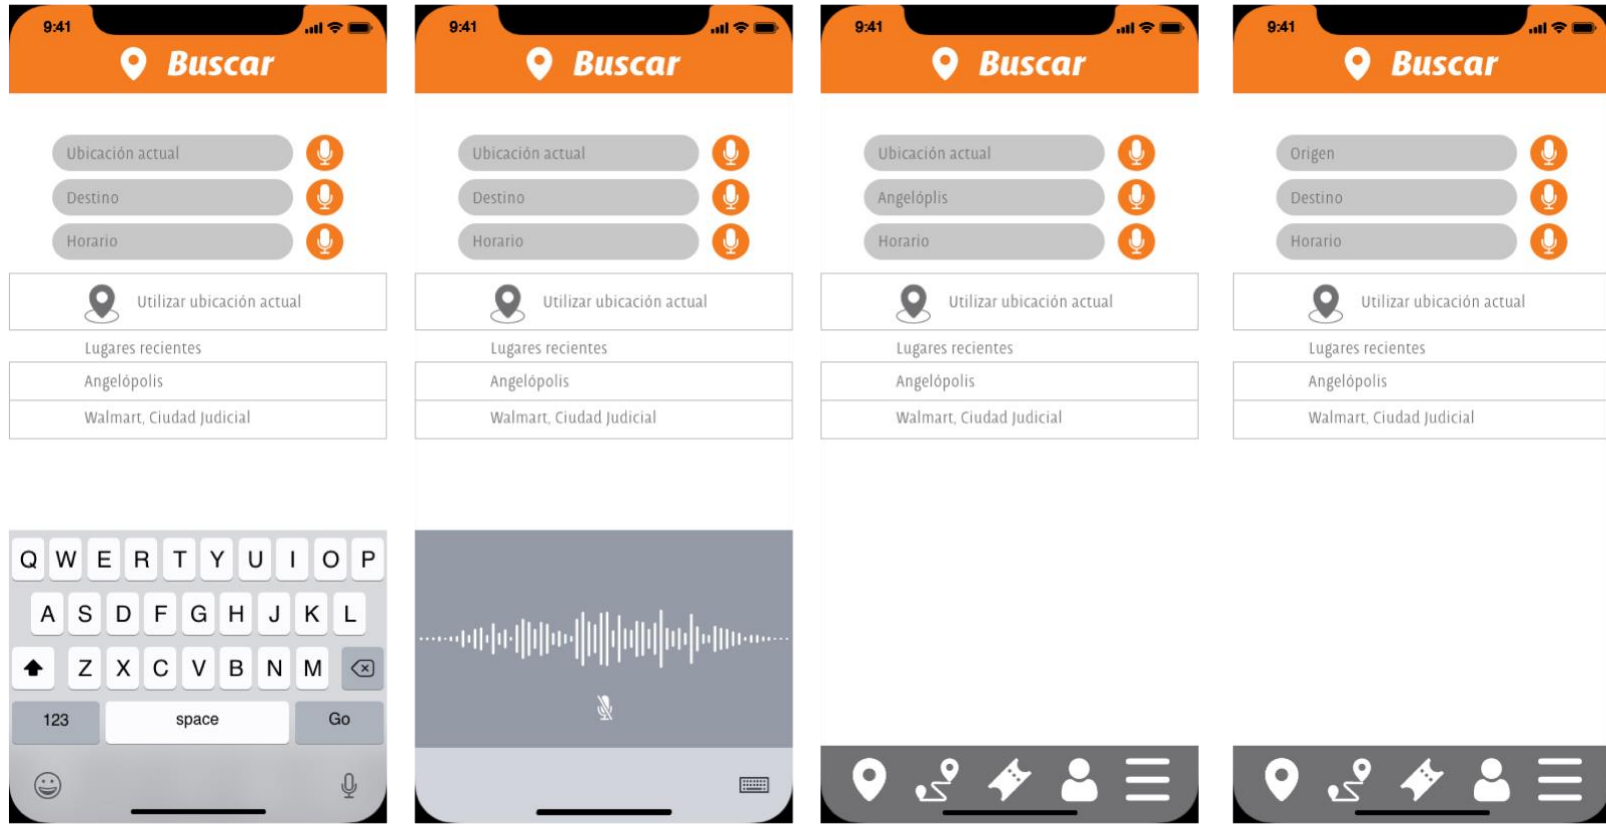 9:41
Buscar
Ubicación actual
Destino
Horario
Utilizar ubicación actual
Lugares recientes
Angelópolis
Walmart, Ciudad Judicial
Q W E R T Y U I O P
A S D F G H J K L
Z X C V B N M
123 space Go
9:41
Buscar
Ubicación actual
Destino
Horario
Utilizar ubicación actual
Lugares recientes
Angelópolis
Walmart, Ciudad Judicial
9:41
Buscar
Ubicación actual
Angelóplis
Horario
Utilizar ubicación actual
Lugares recientes
Angelópolis
Walmart, Ciudad Judicial
9:41
Buscar
Origen
Destino
Horario
Utilizar ubicación actual
Lugares recientes
Angelópolis
Walmart, Ciudad Judicial